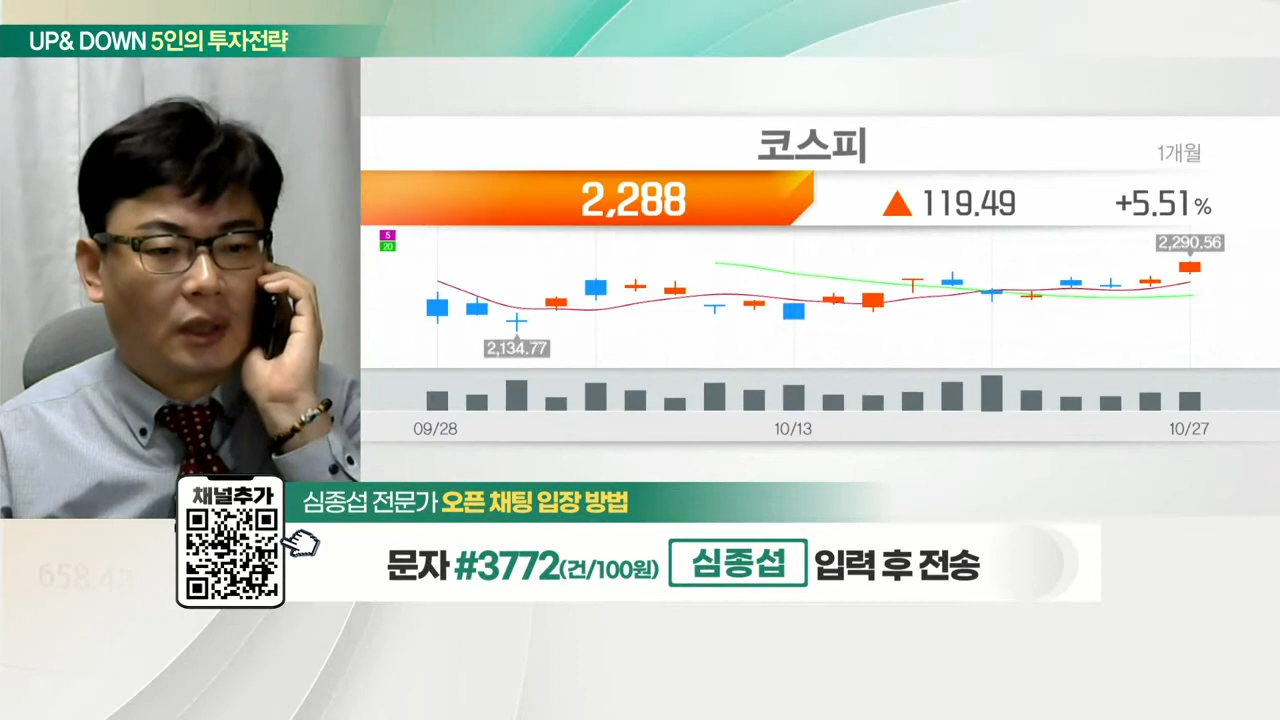 UP& DOWN 5인의 투자전략
코스피
1개월
2,288 ▲ 119.49 +5.51%
5
20
2,290.56
2,134.77
09/28 10/13 10/27
채널추가
심종섭 전문가 오픈 채팅 입장 방법
문자 #3772(건/100원) 심종섭 입력 후 전송